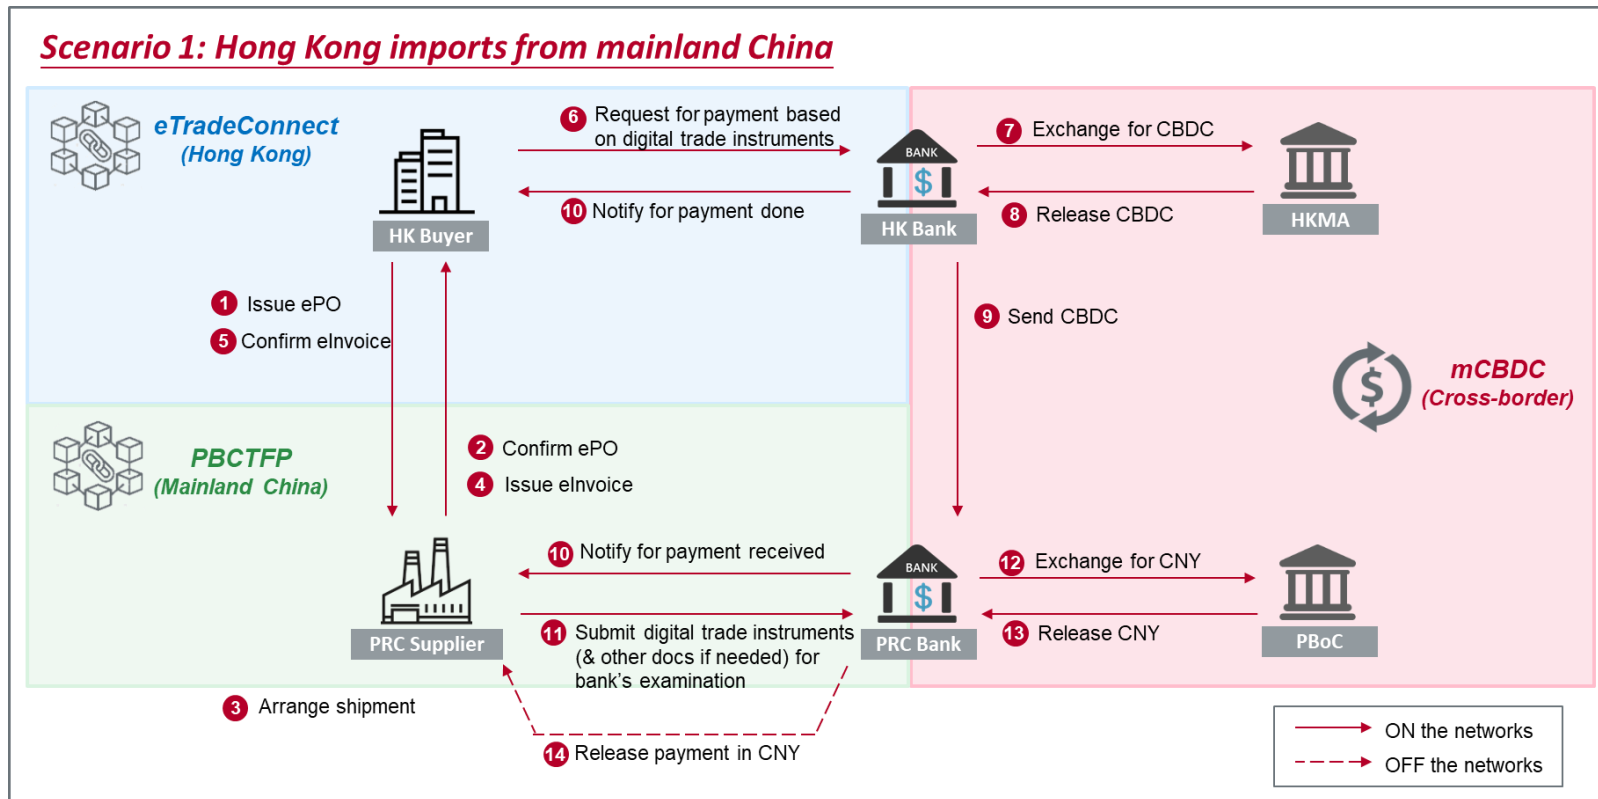 Scenario 1: Hong Kong imports from mainland China
eTradeConnect
(Hong Kong)
6 Request for payment based
on digital trade instruments
10 Notify for payment done
HK Buyer
BANK
$
HK Bank
7 Exchange for CBDC
8 Release CBDC
HKMA
1 Issue ePO
5 Confirm eInvoice
9 Send CBDC
$
mCBDC
(Cross-border)
PBCTFP
(Mainland China)
2 Confirm ePO
4 Issue eInvoice
10 Notify for payment received
PRC Supplier
11 Submit digital trade instruments
(& other docs if needed) for
bank's examination
BANK
$
PRC Bank
12 Exchange for CNY
13 Release CNY
PBoC
3 Arrange shipment
14 Release payment in CNY
ON the networks
OFF the networks